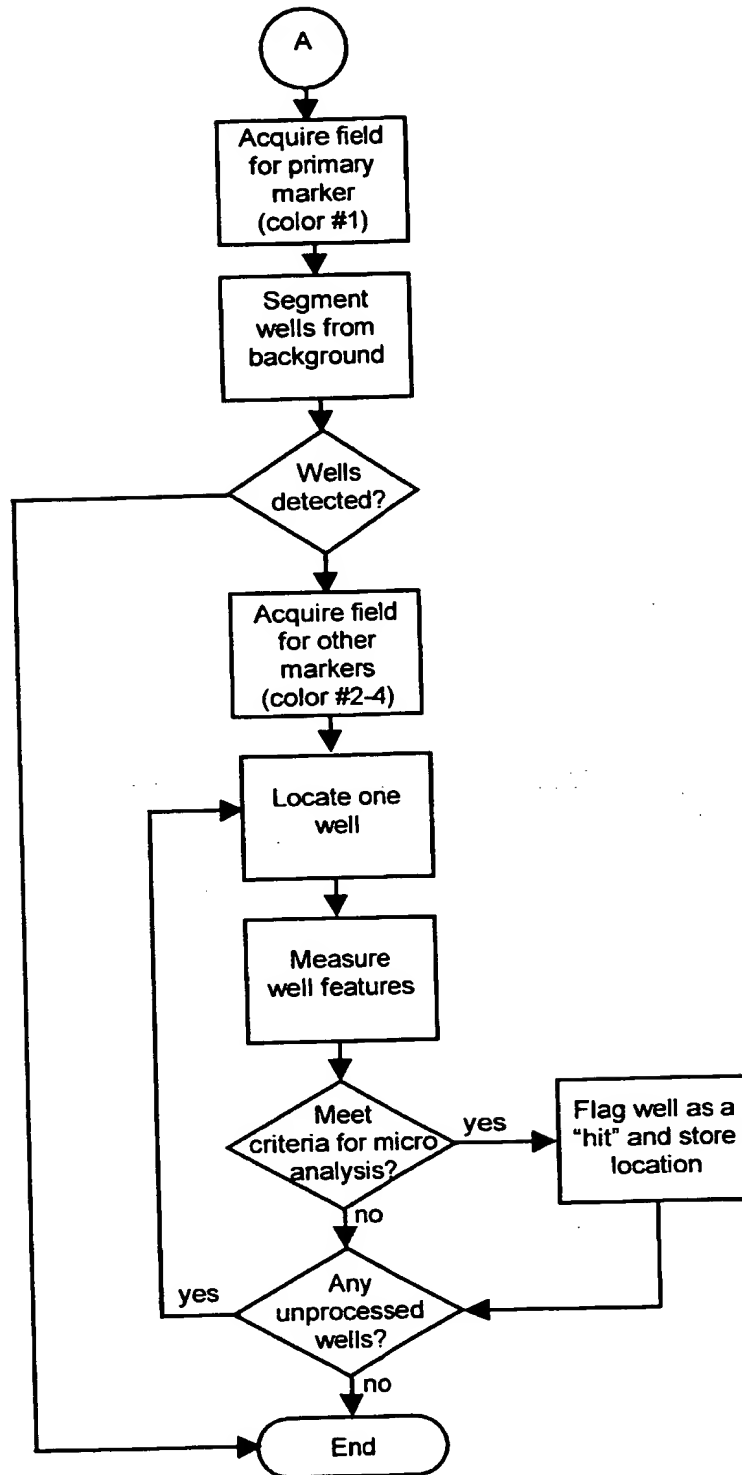 A
Acquire field
for primary
marker
(color #1)
Segment
wells from
background
Wells
detected?
Acquire field
for other
markers
(color #2-4)
Locate one
well
Measure
well features
Meet
criteria for micro
analysis?
yes
Flag well as a
"hit" and store
location
no
Any
unprocessed
wells?
yes
no
End